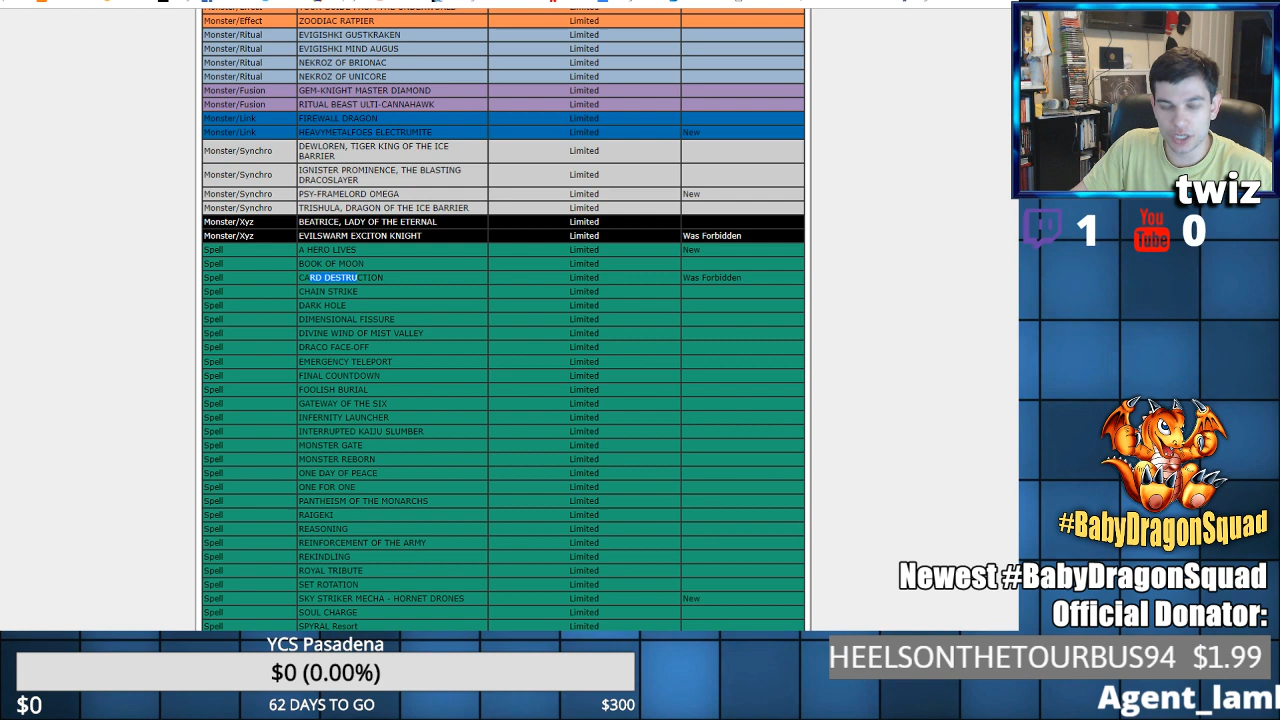 Monster/Effect ZOODIAC RATPIER Limited
Monster/Ritual EVIGISHKI GUSTKRAKEN Limited
Monster/Ritual EVIGISHKI MIND AUGUS Limited
Monster/Ritual NEKROZ OF BRIONAC Limited
Monster/Ritual NEKROZ OF UNICORE Limited
Monster/Fusion GEM-KNIGHT MASTER DIAMOND Limited
Monster/Fusion RITUAL BEAST ULTI-CANNAHAWK Limited
Monster/Link FIREWALL DRAGON Limited
Monster/Link HEAVYMETALFOES ELECTRUMITE Limited New
Monster/Synchro DEWLOREN, TIGER KING OF THE ICE
BARRIER Limited
Monster/Synchro IGNISTER PROMINENCE, THE BLASTING
DRACOSLAYER Limited
Monster/Synchro PSY-FRAMELORD OMEGA Limited New
Monster/Synchro TRISHULA, DRAGON OF THE ICE BARRIER Limited
Monster/Xyz BEATRICE, LADY OF THE ETERNAL Limited
Monster/Xyz EVILSWARM EXCITON KNIGHT Limited Was Forbidden
Spell A HERO LIVES Limited New
Spell BOOK OF MOON Limited
Spell CARD DESTRUCTION Limited Was Forbidden
Spell CHAIN STRIKE Limited
Spell DARK HOLE Limited
Spell DIMENSIONAL FISSURE Limited
Spell DIVINE WIND OF MIST VALLEY Limited
Spell DRACO FACE-OFF Limited
Spell EMERGENCY TELEPORT Limited
Spell FINAL COUNTDOWN Limited
Spell FOOLISH BURIAL Limited
Spell GATEWAY OF THE SIX Limited
Spell INFERNITY LAUNCHER Limited
Spell INTERRUPTED KAIJU SLUMBER Limited
Spell MONSTER GATE Limited
Spell MONSTER REBORN Limited
Spell ONE DAY OF PEACE Limited
Spell ONE FOR ONE Limited
Spell PANTHEISM OF THE MONARCHS Limited
Spell RAIGEKI Limited
Spell REASONING Limited
Spell REINFORCEMENT OF THE ARMY Limited
Spell REKINDLING Limited
Spell ROYAL TRIBUTE Limited
Spell SET ROTATION Limited
Spell SKY STRIKER MECHA - HORNET DRONES Limited New
Spell SOUL CHARGE Limited
Spell SPYRAL Resort Limited
twiz
1 You Tube 0
#BabyDragonSquad
Newest #BabyDragonSquad
Official Donator:
HEELSONTHETOURBUS94 $1.99
Agent_Iam
YCS Pasadena
$0 (0.00%)
$0 62 DAYS TO GO $300